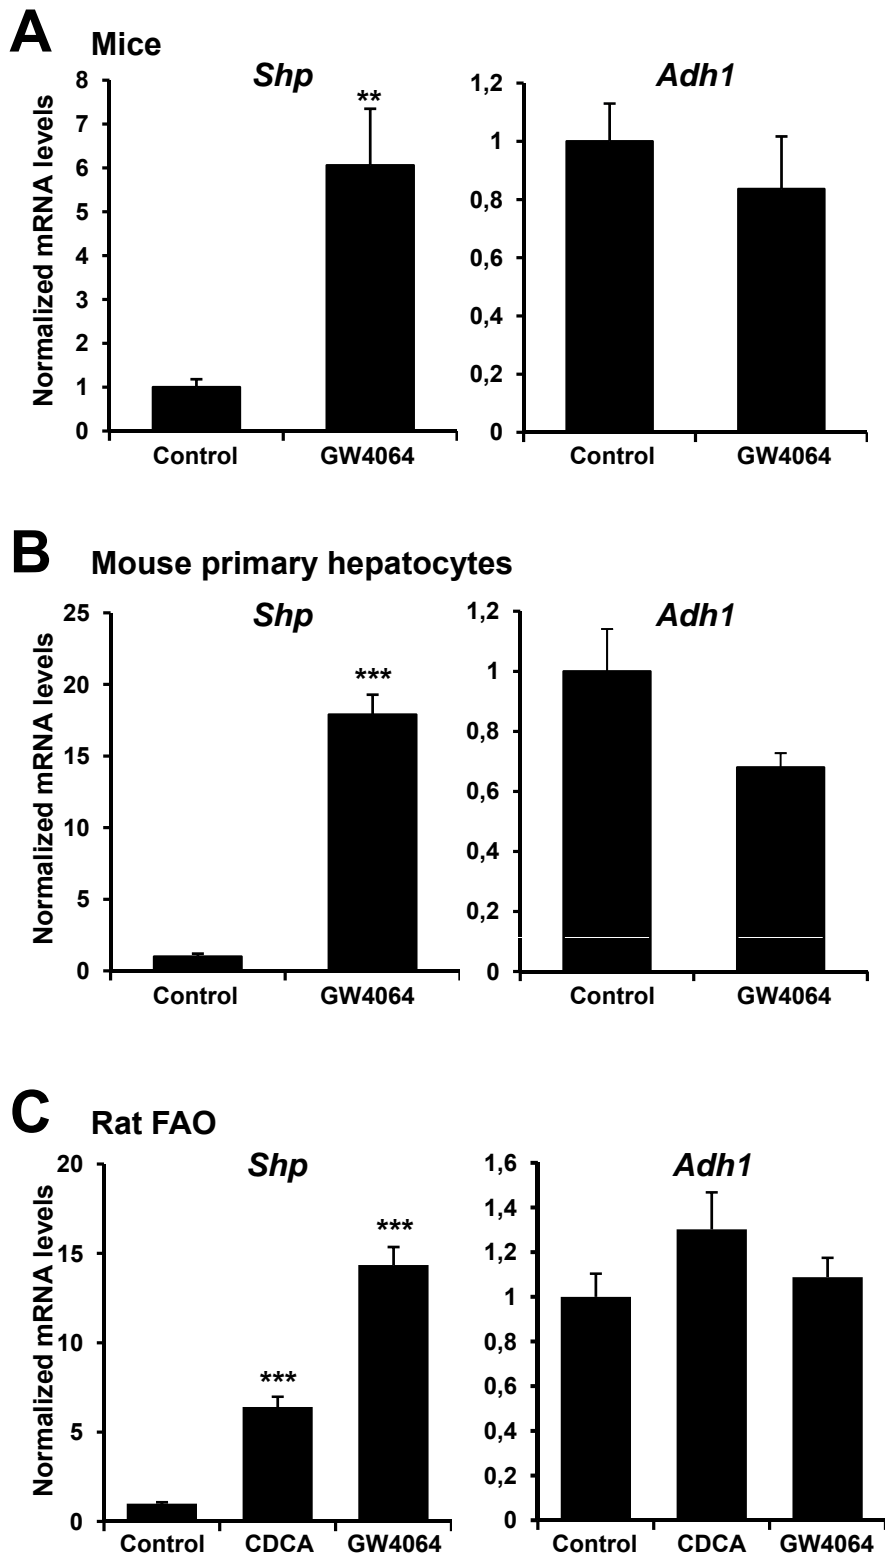 A
Mice
Shp
Adh1
Normalized mRNA levels
8
7
6
5
4
3
2
1
0
**
Control
GW4064
1,2
1
0,8
0,6
0,4
0,2
0
Control
GW4064
B
Mouse primary hepatocytes
Shp
Adh1
Normalized mRNA levels
25
20
15
10
5
0
***
Control
GW4064
1,2
1
0,8
0,6
0,4
0,2
0
Control
GW4064
C
Rat FAO
Shp
Adh1
Normalized mRNA levels
20
15
10
5
0
***
***
Control
CDCA
GW4064
1,6
1,4
1,2
1
0,8
0,6
0,4
0,2
0
Control
CDCA
GW4064